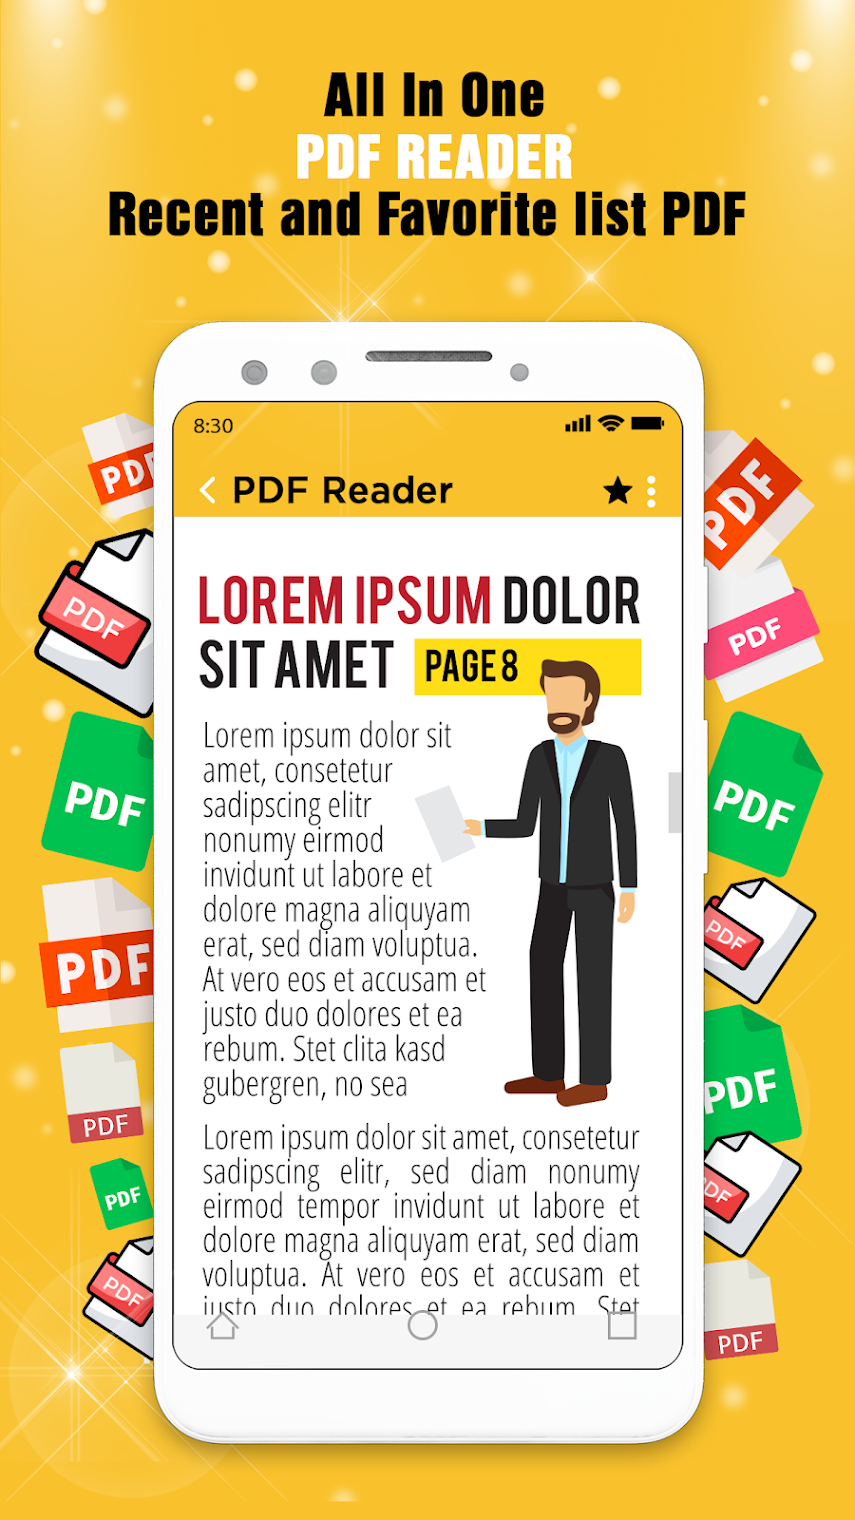 All In One
PDF READER
Recent and Favorite list PDF
8:30
PDF Reader
LOREM IPSUM DOLOR
SIT AMET
PAGE 8
Lorem ipsum dolor sit
amet, consetetur
sadipscing elitr
nonumy eirmod
invidunt ut labore et
dolore magna aliquyam
erat, sed diam voluptua.
At vero eos et accusam et
justo duo dolores et ea
rebum. Stet clita kasd
gubergren, no sea
Lorem ipsum dolor sit amet, consetetur
sadipscing elitr, sed diam nonumy
eirmod tempor invidunt ut labore et
dolore magna aliquyam erat, sed diam
voluptua. At vero eos et accusam et
justo duo dolores et ea rebum. Stet
PDF
PDF
PDF
PDF
PDF
PDF
PDF
PDF
PDF
PDF
PDF
PDF
PDF
PDF